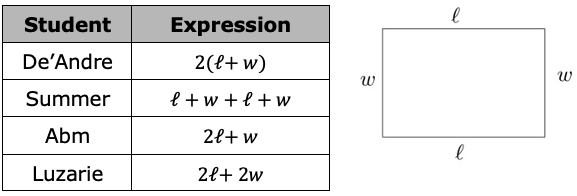 Student Expression
De’Andre 2(ℓ+ w)
Summer ℓ + w + ℓ + w
Abm 2ℓ+ w
Luzarie 2ℓ+ 2w
ℓ
w w
ℓ